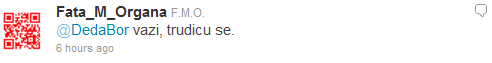 Fata_M_Organa F.M.O.
@DedaBor vazi, trudicu se.
6 hours ago